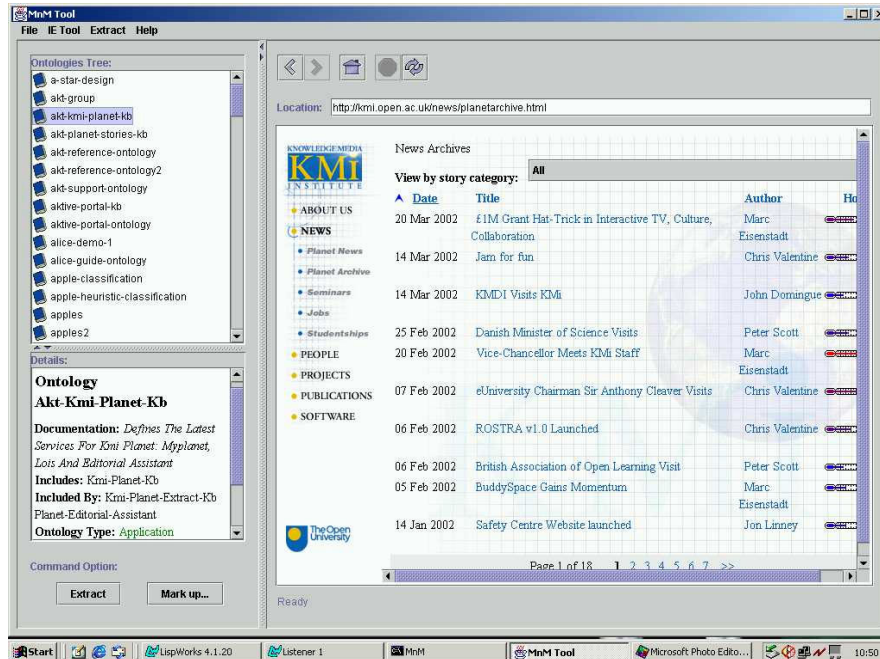 MnM Tool
File IE Tool Extract Help
Ontologies Tree:
a-star-design
akt-group
akt-kmi-planet-kb
akt-planet-stories-kb
akt-reference-ontology
akt-reference-ontology2
akt-support-ontology
aktive-portal-kb
aktive-portal-ontology
alice-demo-1
alice-guide-ontology
apple-classification
apple-heuristic-classification
apples
apples2
Details:
Ontology
Akt-Kmi-Planet-Kb
Documentation: Defines The Latest
Services For Kmi Planet: Myplanet,
Lois And Editorial Assistant
Includes: Kmi-Planet-Kb
Included By: Kmi-Planet-Extract-Kb
Planet-Editorial-Assistant
Ontology Type: Application
Command Option:
Extract Mark up...
Location: http://kmi.open.ac.uk/news/planetarchive.html
KNOWLEDGE MEDIA
KMI
INSTITUTE
ABOUT US
NEWS
Planet News
Planet Archive
Seminars
Jobs
Studentships
PEOPLE
PROJECTS
PUBLICATIONS
SOFTWARE
The Open
University
News Archives
View by story category: All
Date Title Author Ho
20 Mar 2002 £1M Grant Hat-Trick in Interactive TV, Culture, Marc
Collaboration Eisenstadt
14 Mar 2002 Jam for fun Chris Valentine
14 Mar 2002 KMDI Visits KMi John Domingue
25 Feb 2002 Danish Minister of Science Visits Peter Scott
20 Feb 2002 Vice-Chancellor Meets KMi Staff Marc
Eisenstadt
07 Feb 2002 eUniversity Chairman Sir Anthony Cleaver Visits Chris Valentine
06 Feb 2002 ROSTRA v1.0 Launched Chris Valentine
06 Feb 2002 British Association of Open Learning Visit Peter Scott
05 Feb 2002 BuddySpace Gains Momentum Marc
Eisenstadt
14 Jan 2002 Safety Centre Website launched Jon Linney
Page 1 of 18 1 2 3 4 5 6 7 >>
Ready
Start LispWorks 4.1.20 Listener 1 MnM MnM Tool Microsoft Photo Edito... 10:50